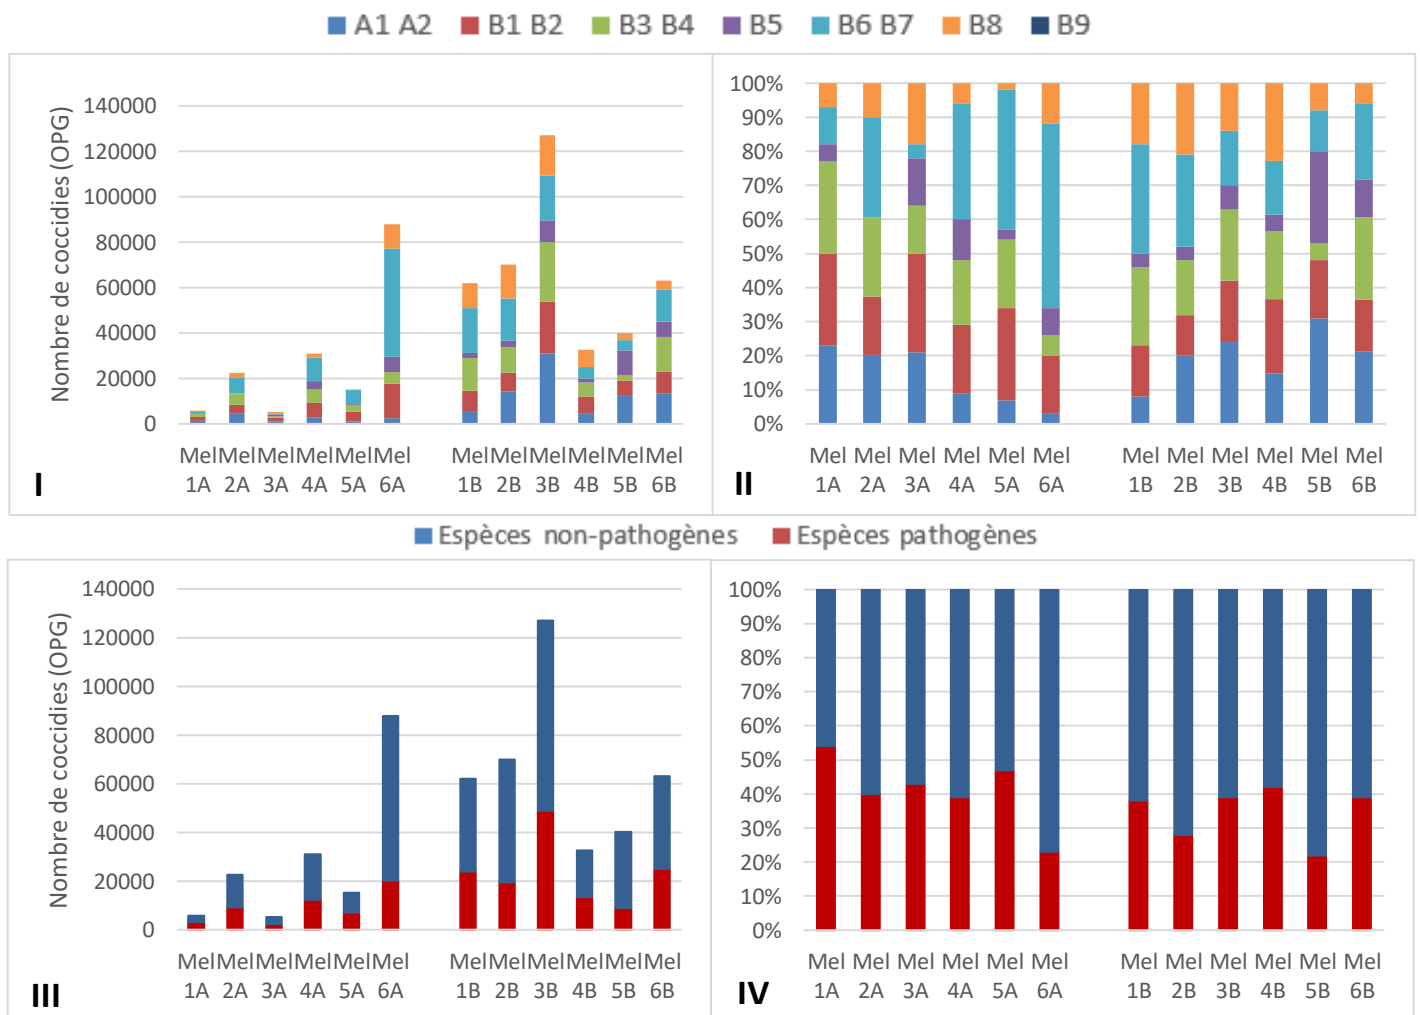 A1 A2 B1 B2 B3 B4 B5 B6 B7 B8 B9
Nombre de coccidies (OPG)
140000
120000
100000
80000
60000
40000
20000
0
Mel Mel Mel Mel Mel Mel Mel Mel Mel Mel Mel Mel
1A 2A 3A 4A 5A 6A 1B 2B 3B 4B 5B 6B
I
100%
90%
80%
70%
60%
50%
40%
30%
20%
10%
0%
Mel Mel Mel Mel Mel Mel Mel Mel Mel Mel Mel Mel
1A 2A 3A 4A 5A 6A 1B 2B 3B 4B 5B 6B
II
Espèces non-pathogènes Espèces pathogènes
Nombre de coccidies (OPG)
140000
120000
100000
80000
60000
40000
20000
0
Mel Mel Mel Mel Mel Mel Mel Mel Mel Mel Mel Mel
1A 2A 3A 4A 5A 6A 1B 2B 3B 4B 5B 6B
III
100%
90%
80%
70%
60%
50%
40%
30%
20%
10%
0%
Mel Mel Mel Mel Mel Mel Mel Mel Mel Mel Mel Mel
1A 2A 3A 4A 5A 6A 1B 2B 3B 4B 5B 6B
IV